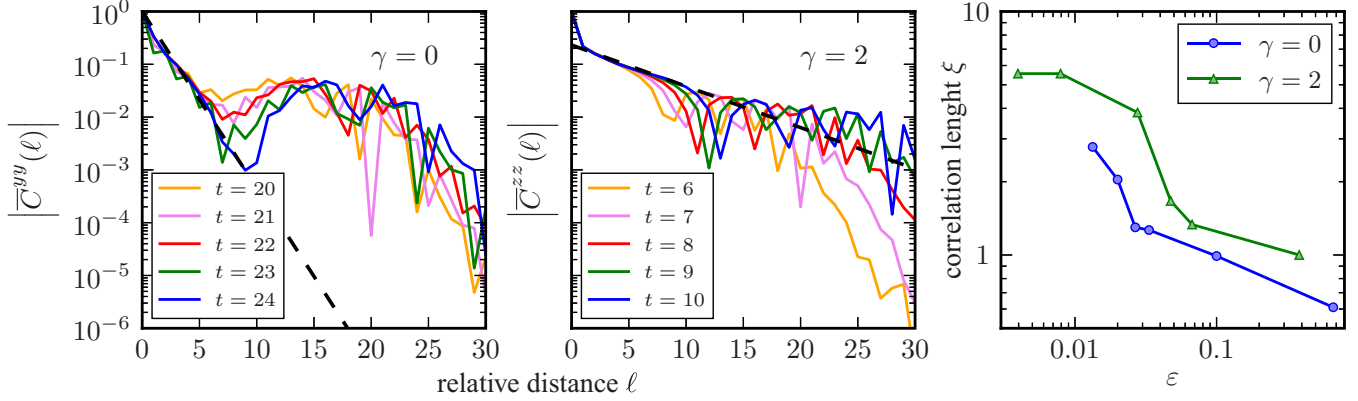 |C̅^{yy}(ℓ)|
10^0
10^{-1}
10^{-2}
10^{-3}
10^{-4}
10^{-5}
10^{-6}
γ = 0
t = 20
t = 21
t = 22
t = 23
t = 24
0 5 10 15 20 25 30
|C̅^{zz}(ℓ)|
γ = 2
t = 6
t = 7
t = 8
t = 9
t = 10
0 5 10 15 20 25 30
relative distance ℓ
correlation lenght ξ
10
1
γ = 0
γ = 2
0.01 0.1
ε